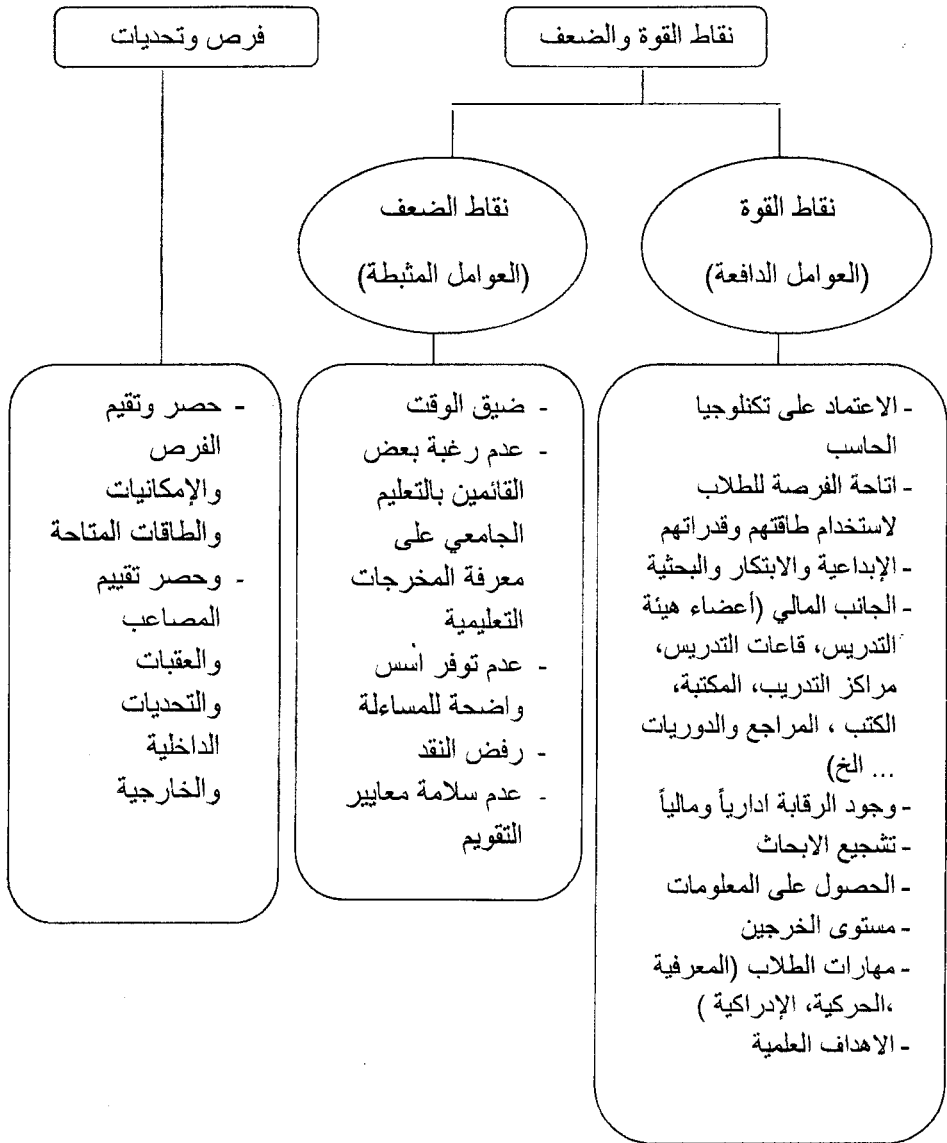 نقاط القوة والضعف
فرص وتحديات
نقاط القوة
(العوامل الدافعة)
نقاط الضعف
(العوامل المثبطة)
- الاعتماد على تكنلوجيا
الحاسب
- اتاحة الفرصة للطلاب
لاستخدام طاقتهم وقدراتهم
- الإبداعية والابتكار والبحثية
- الجانب المالي (أعضاء هيئة
التدريس، قاعات التدريس،
مراكز التدريب، المكتبة،
الكتب ، المراجع والدوريات
... الخ)
- وجود الرقابة ادارياً ومالياً
- تشجيع الابحاث
- الحصول على المعلومات
- مستوى الخرجين
- مهارات الطلاب (المعرفية
،الحركية، الإدراكية )
- الاهداف العلمية
- ضيق الوقت
- عدم رغبة بعض
القائمين بالتعليم
الجامعي على
معرفة المخرجات
التعليمية
- عدم توفر اسس
واضحة للمساءلة
- رفض النقد
- عدم سلامة معايير
التقويم
- حصر وتقيم
الفرص
والإمكانيات
والطاقات المتاحة
- وحصر تقييم
المصاعب
والعقبات
والتحديات
الداخلية
والخارجية